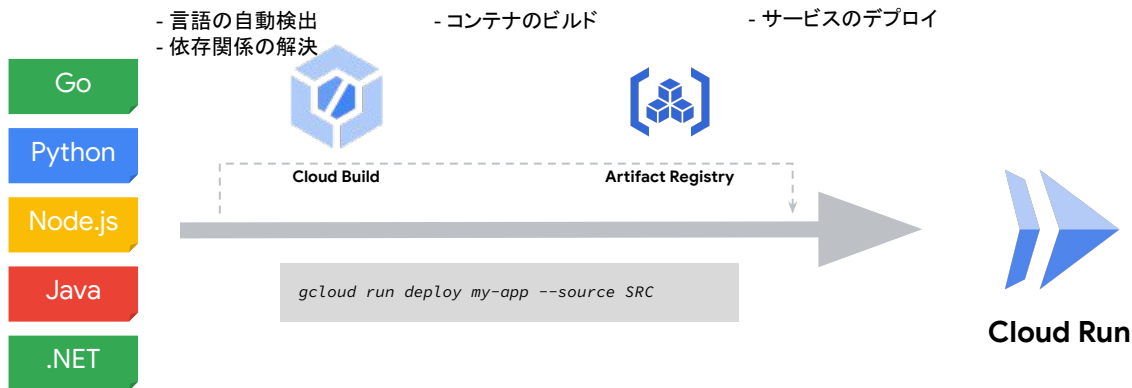 - 言語の自動検出
- 依存関係の解決
- コンテナのビルド
- サービスのデプロイ
Go
Python
Node.js
Java
.NET
Cloud Build
Artifact Registry
gcloud run deploy my-app --source SRC
Cloud Run